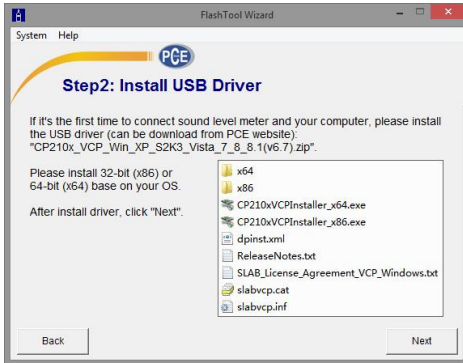 FlashTool Wizard
System Help
PCE
Step2: Install USB Driver
If it's the first time to connect sound level meter and your computer, please install
the USB driver (can be download from PCE website):
"CP210x_VCP_Win_XP_S2K3_Vista_7_8_8.1(v6.7).zip".
Please install 32-bit (x86) or
64-bit (x64) base on your OS.
After install driver, click "Next".
x64
x86
CP210xVCPInstaller_x64.exe
CP210xVCPInstaller_x86.exe
dpinst.xml
ReleaseNotes.txt
SLAB_License_Agreement_VCP_Windows.txt
slabvcp.cat
slabvcp.inf
Back
Next